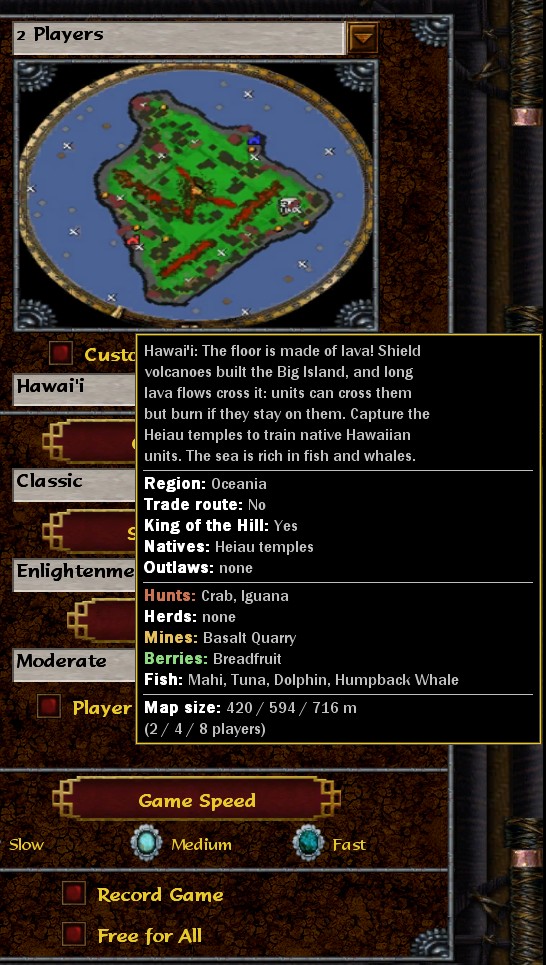 2 Players
Custo
Hawai'i
Hawai'i: The floor is made of lava! Shield
volcanoes built the Big Island, and long
lava flows cross it: units can cross them
but burn if they stay on them. Capture the
Heiau temples to train native Hawaiian
units. The sea is rich in fish and whales.
Classic
Region: Oceania
Trade route: No
King of the Hill: Yes
Natives: Heiau temples
Outlaws: none
Enlightenme
Hunts: Crab, Iguana
Herds: none
Mines: Basalt Quarry
Berries: Breadfruit
Fish: Mahi, Tuna, Dolphin, Humpback Whale
Moderate
Player
Map size: 420 / 594 / 716 m
(2 / 4 / 8 players)
Game Speed
Slow Medium Fast
Record Game
Free for All